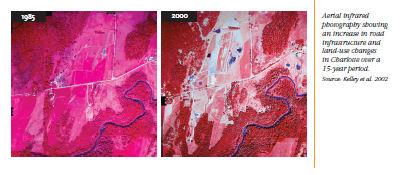 1985
2000
Aerial infrared
photography showing
an increase in road
infrastructure and
land-use changes
in Charlotte over a
15-year period.
Source: Kelley et al. 2002